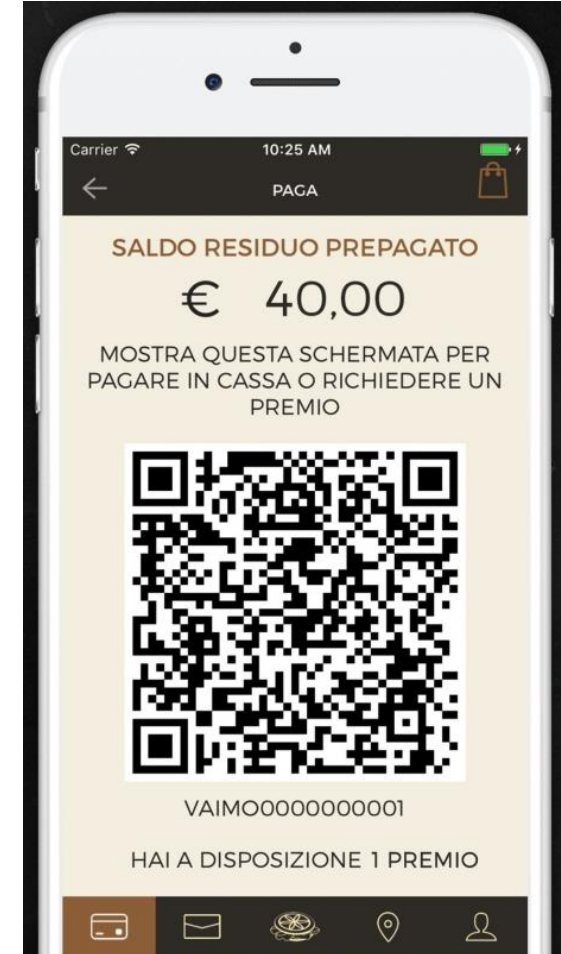 Carrier 10:25 AM
PAGA
SALDO RESIDUO PREPAGATO
€ 40,00
MOSTRA QUESTA SCHERMATA PER
PAGARE IN CASSA O RICHIEDERE UN
PREMIO
VAIMO0000000001
HAI A DISPOSIZIONE 1 PREMIO